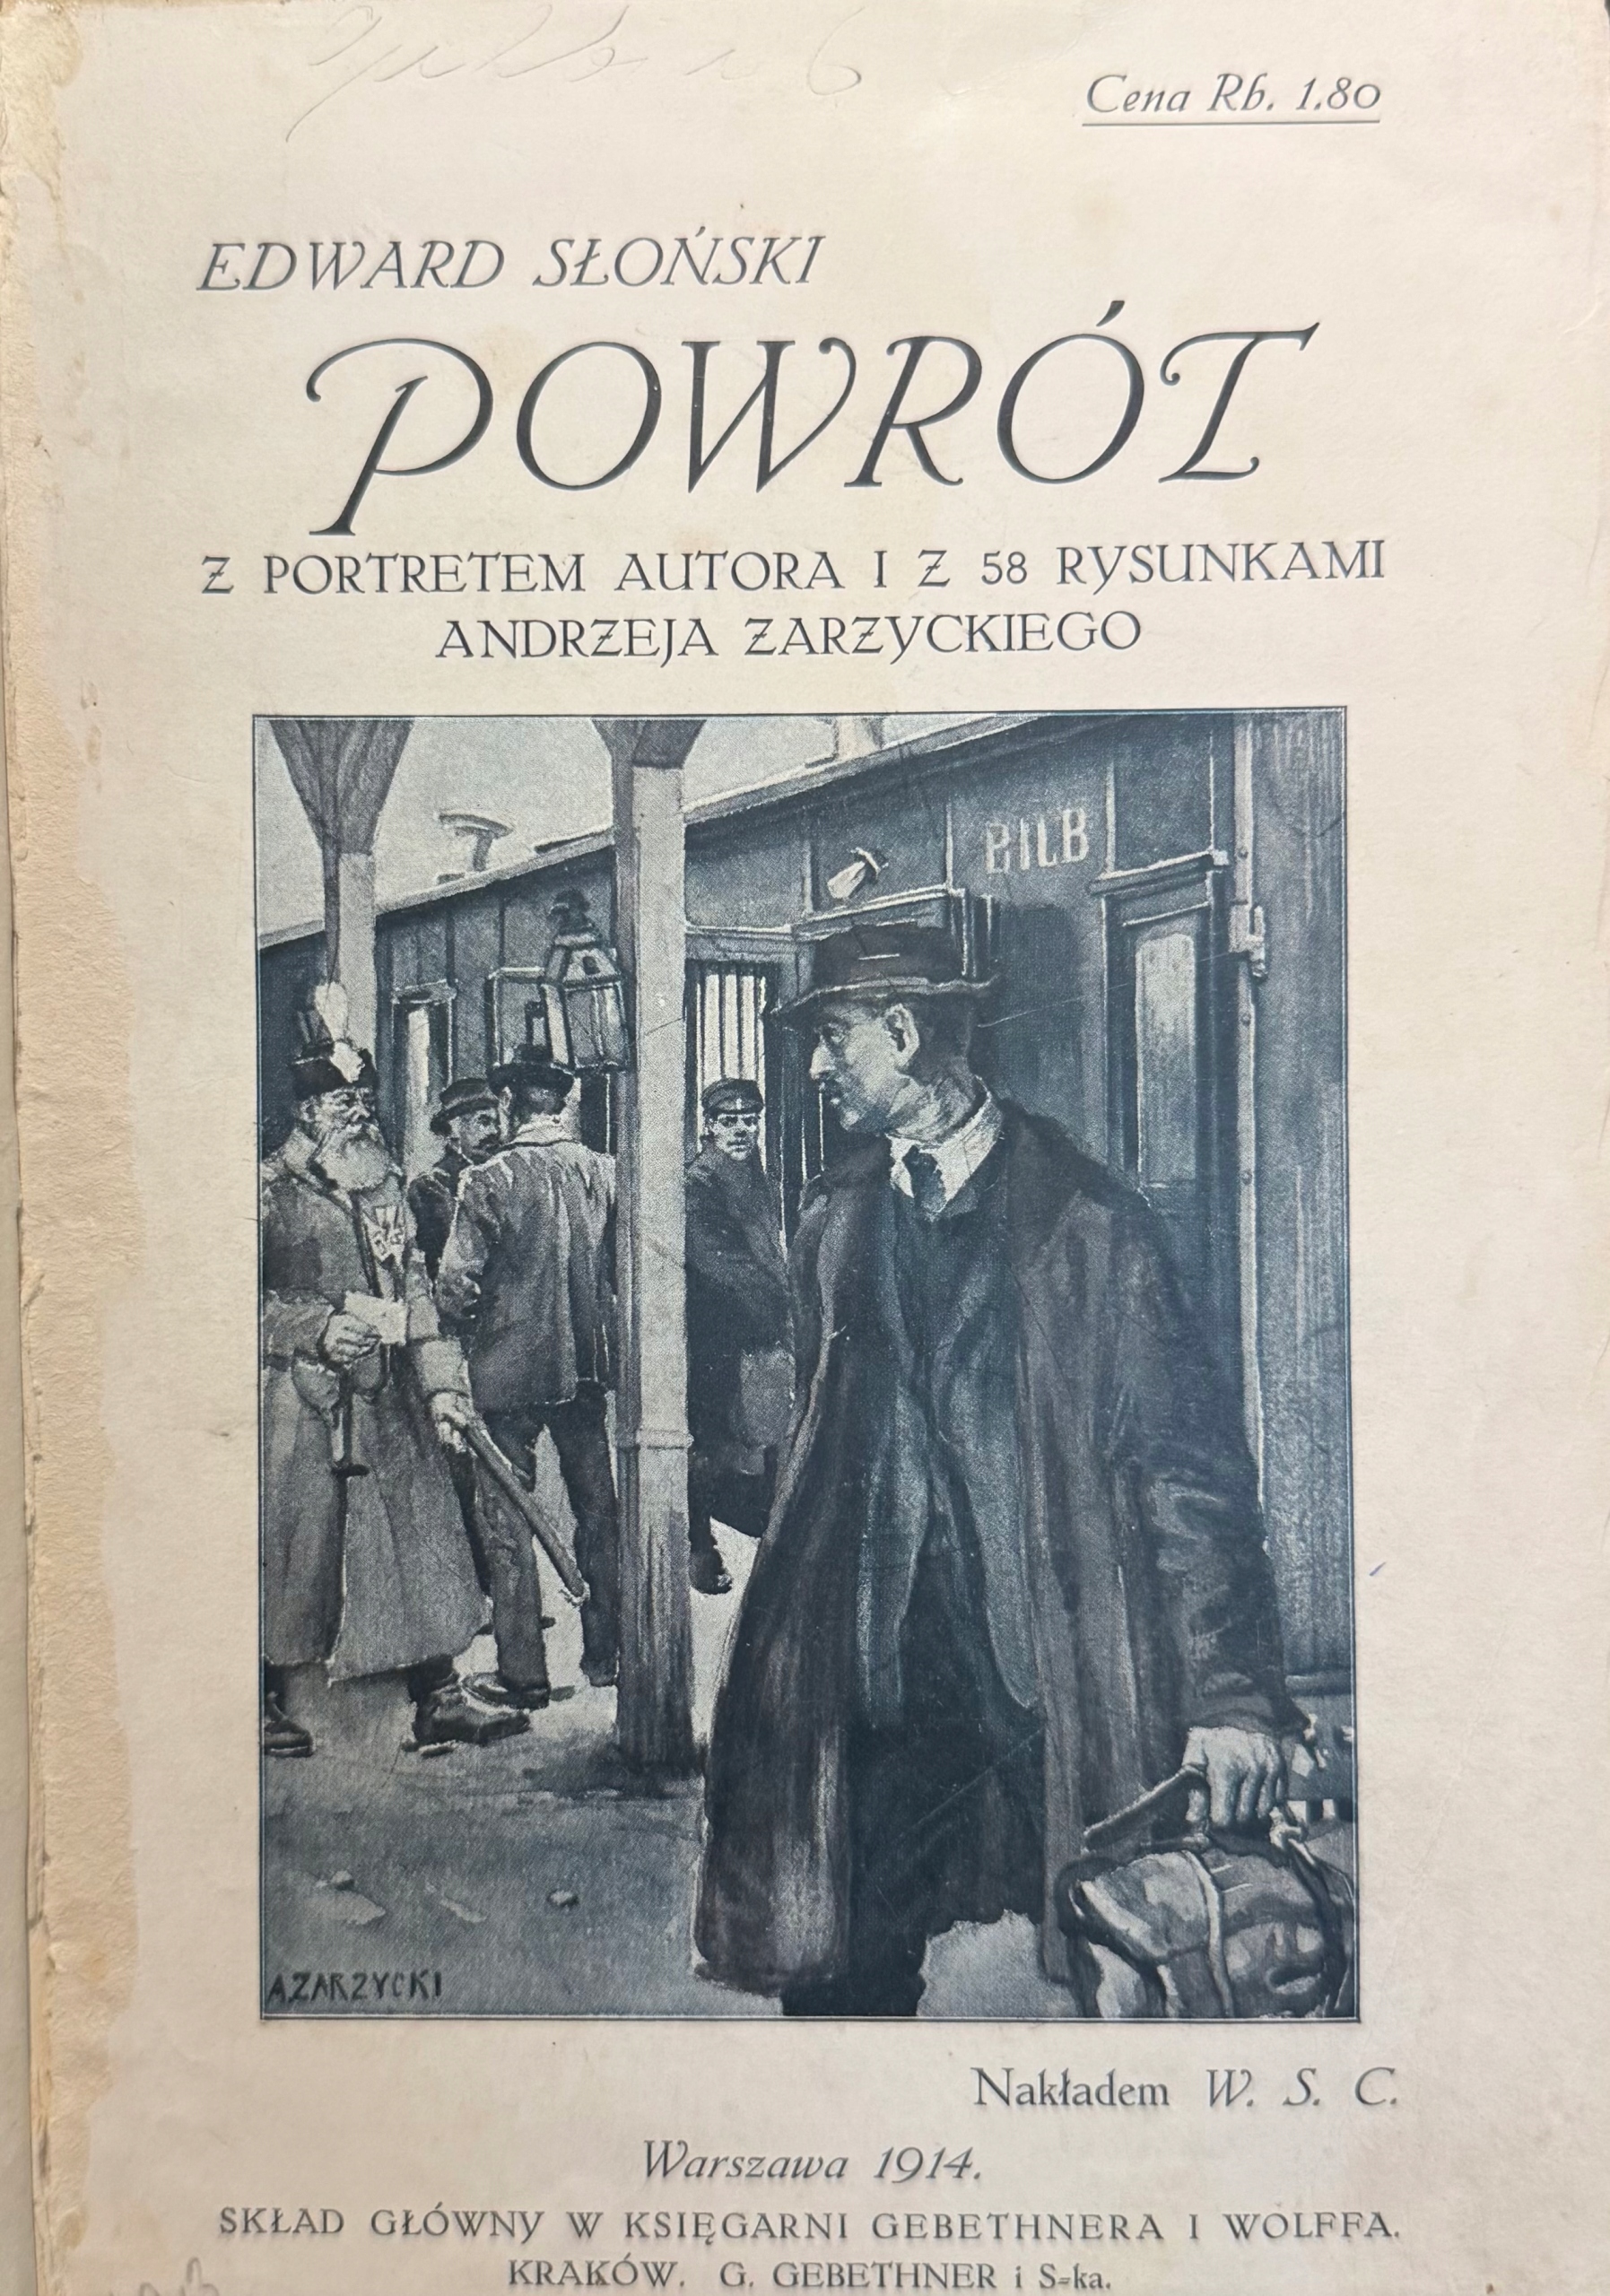 Cena Rb. 1.80
EDWARD SŁOŃSKI
POWRÓT
Z PORTRETEM AUTORA I Z 58 RYSUNKAMI
ANDRZEJA ZARZYCKIEGO
BILB
A.ZARZYCKI
Nakładem W. S. C.
Warszawa 1914.
SKŁAD GŁÓWNY W KSIĘGARNI GEBETHNERA I WOLFFA.
KRAKÓW. G. GEBETHNER i S-ka.